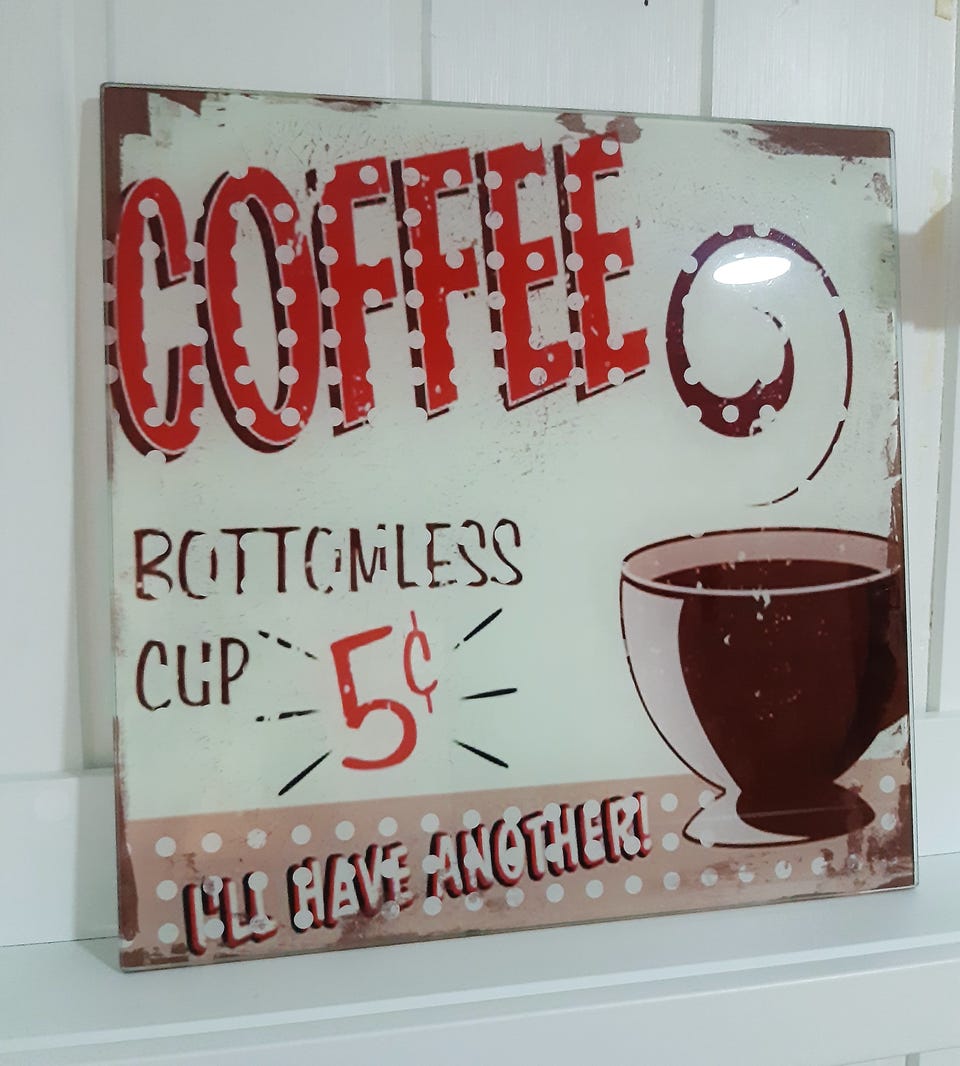 COFFEE
BOTTOMLESS
CUP 5¢
I'LL HAVE ANOTHER!